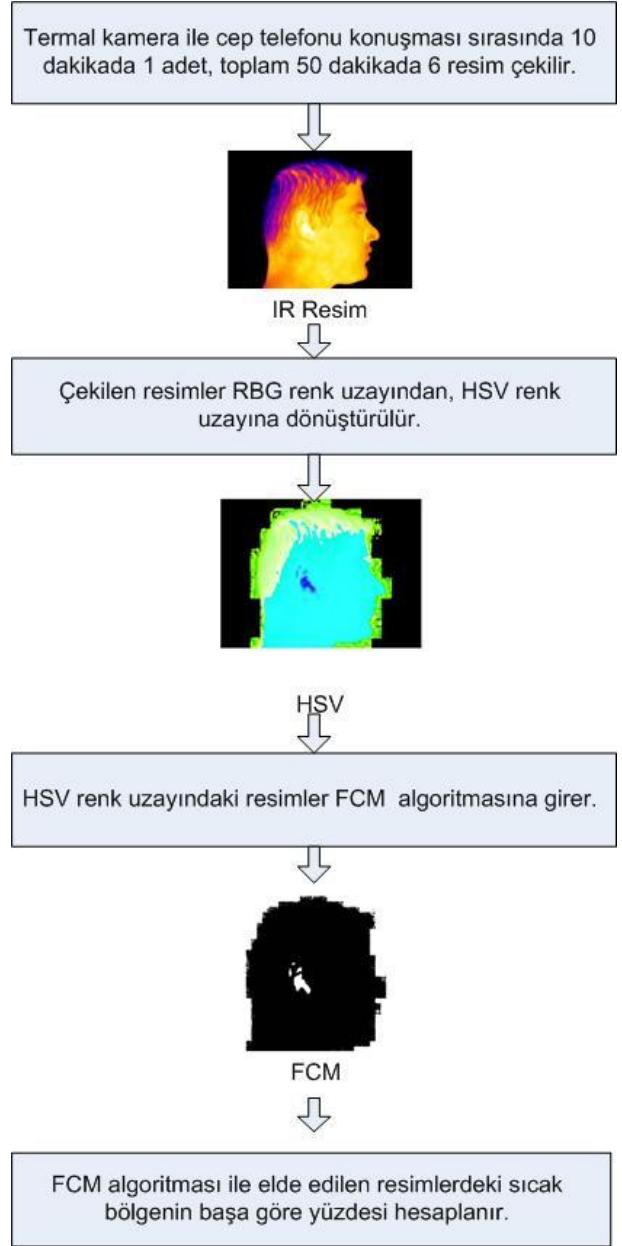 Termal kamera ile cep telefonu konuşması sırasında 10
dakikada 1 adet, toplam 50 dakikada 6 resim çekilir.
IR Resim
Çekilen resimler RBG renk uzayından, HSV renk
uzayına dönüştürülür.
HSV
HSV renk uzayındaki resimler FCM algoritmasına girer.
FCM
FCM algoritması ile elde edilen resimlerdeki sıcak
bölgenin başa göre yüzdesi hesaplanır.